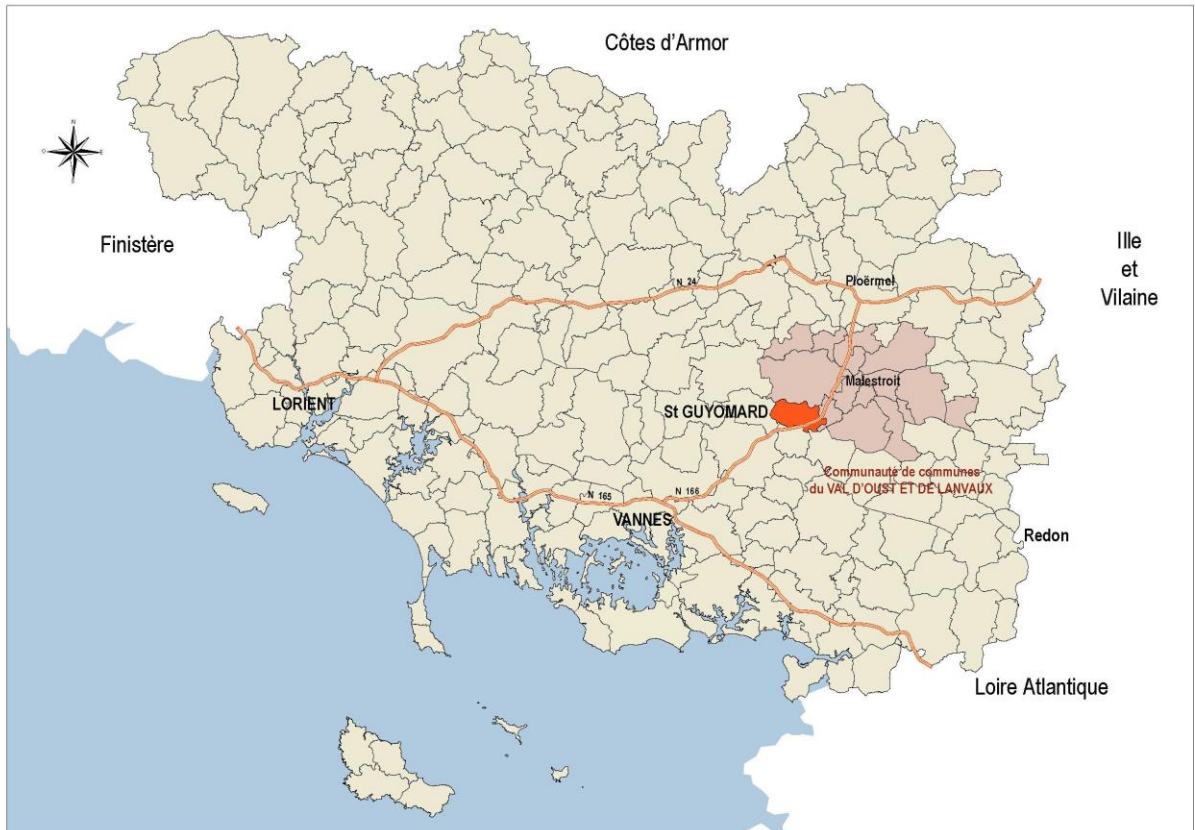 Côtes d'Armor
N
O
E
S
Finistère
Ille
et
Vilaine
N 24
Ploërmel
Malestroit
LORIENT
St GUYOMARD
Communauté de communes
du VAL D'OUST ET DE LANVAUX
N 165
N 166
VANNES
Redon
Loire Atlantique